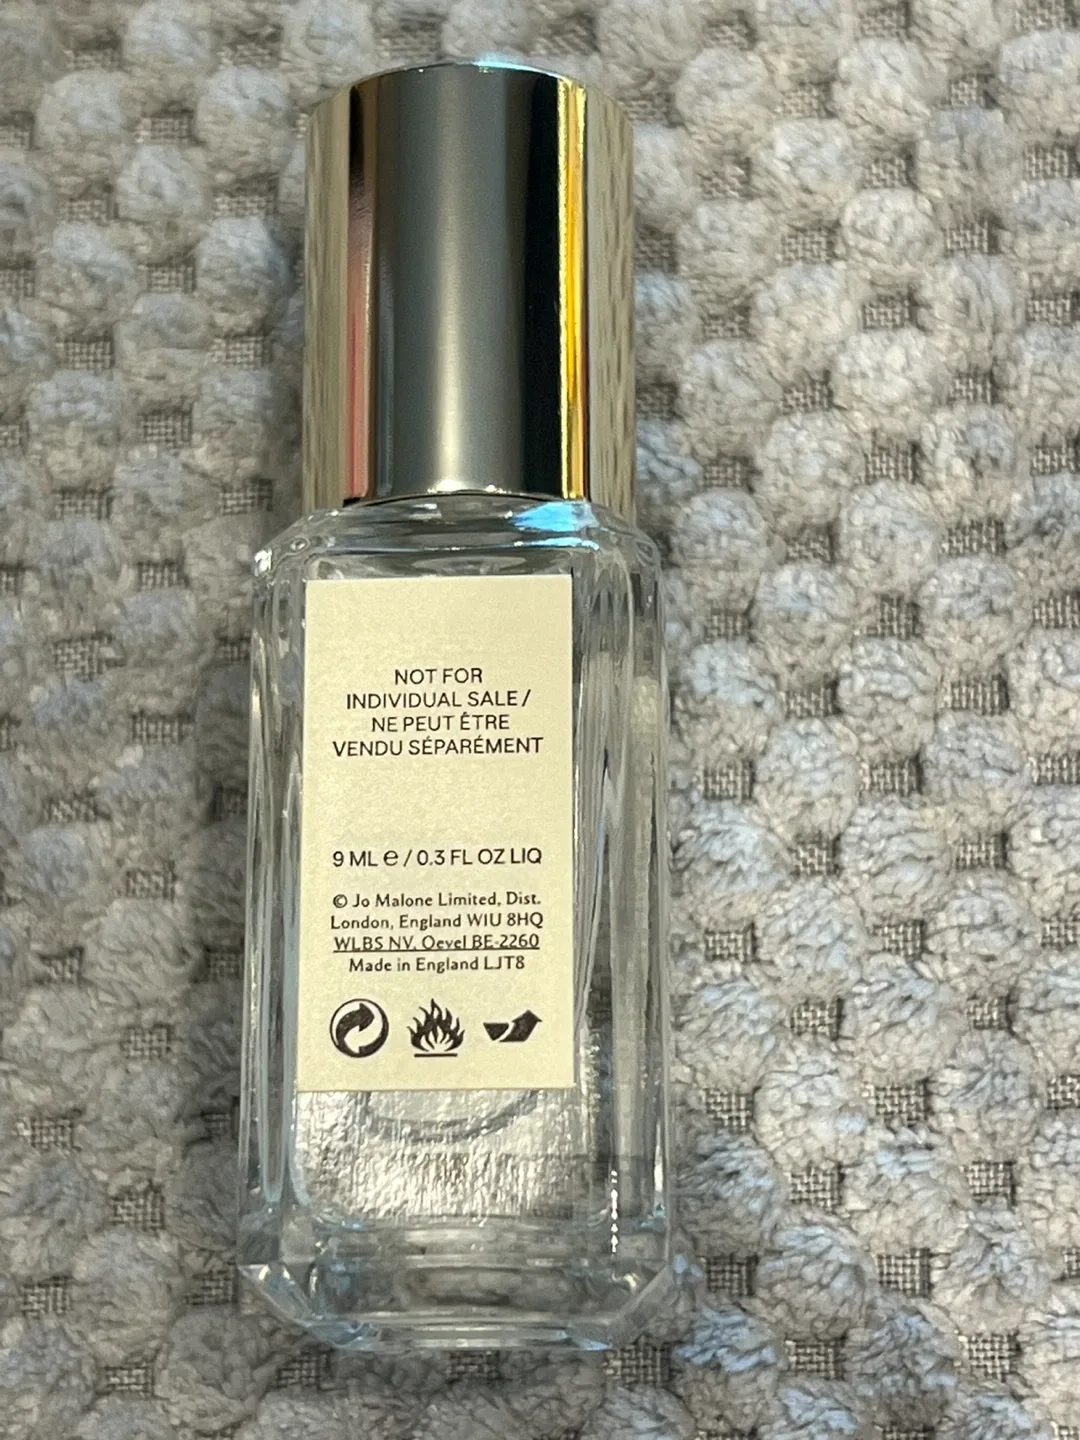 NOT FOR
INDIVIDUAL SALE /
NE PEUT ÊTRE
VENDU SÉPARÉMENT
9 ML ℮ / 0.3 FL OZ LIQ
© Jo Malone Limited, Dist.
London, England W1U 8HQ
WLBS NV, Oevel BE-2260
Made in England LJT8